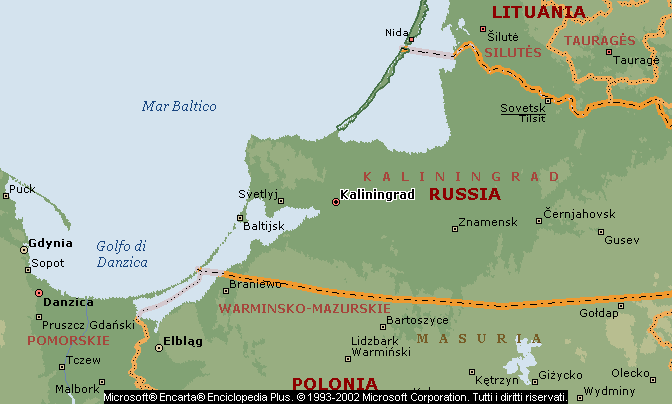 LITUANIA
Nida
Šilutė
TAURAGĖS
SILUTĖS
Tauragė
Mar Baltico
Sovetsk
Tilsit
KALININGRAD
Puck
Svetlyj
Kaliningrad
RUSSIA
Baltijsk
Znamensk
Černjahovsk
Gusev
Gdynia
Golfo di
Danzica
Sopot
Braniewo
Danzica
WARMINSKO-MAZURSKIE
Gołdap
Pruszcz Gdański
Bartoszyce
POMORSKIE
Elbląg
Lidzbark
Warmiński
MASURIA
Tczew
Malbork
POLONIA
Kętrzyn
Giżycko
Olecko
Wydminy
Microsoft® Encarta® Enciclopedia Plus. © 1993-2002 Microsoft Corporation. Tutti i diritti riservati.